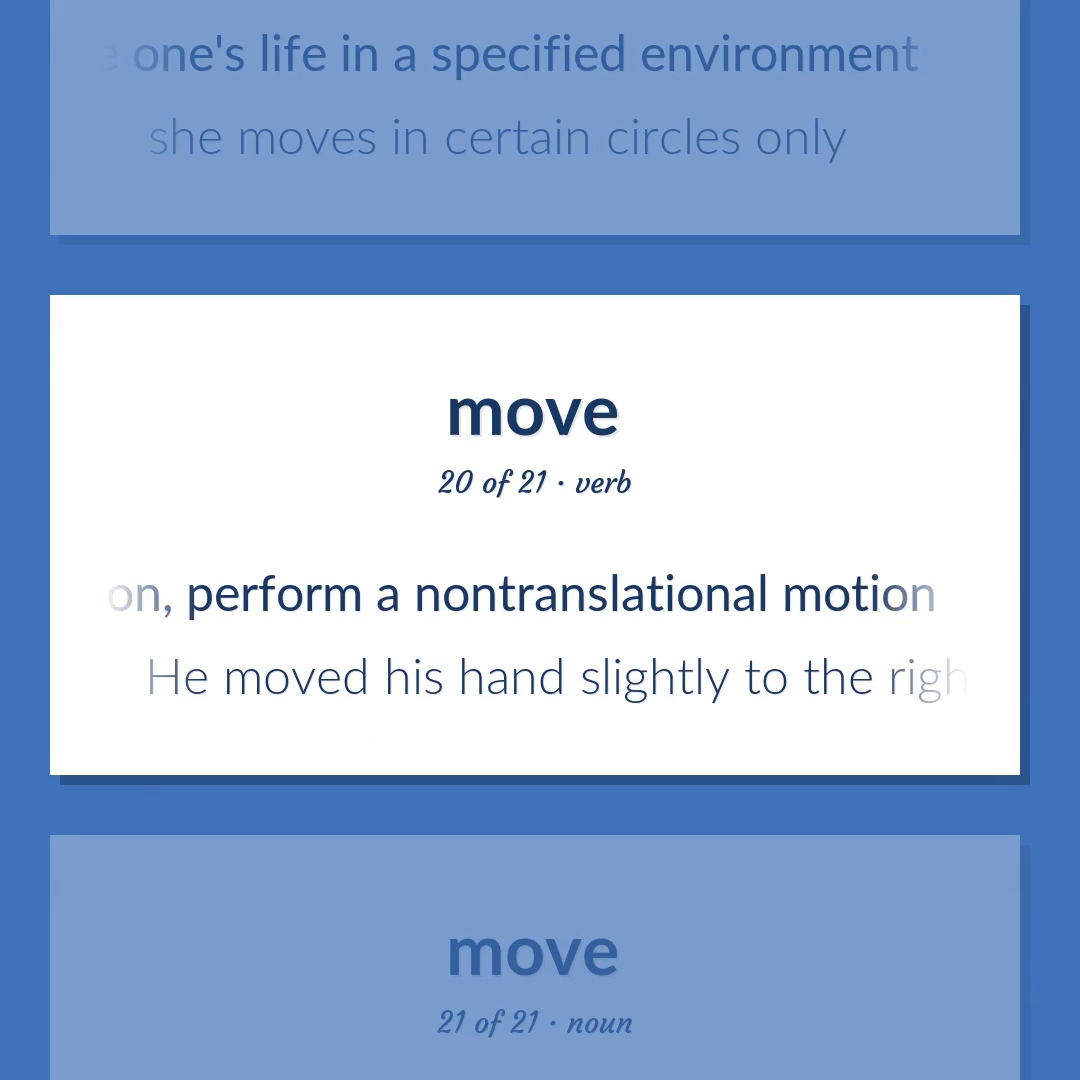 one's life in a specified environment
she moves in certain circles only
move
20 of 21 · verb
on, perform a nontranslational motion
He moved his hand slightly to the righ
move
21 of 21 · noun